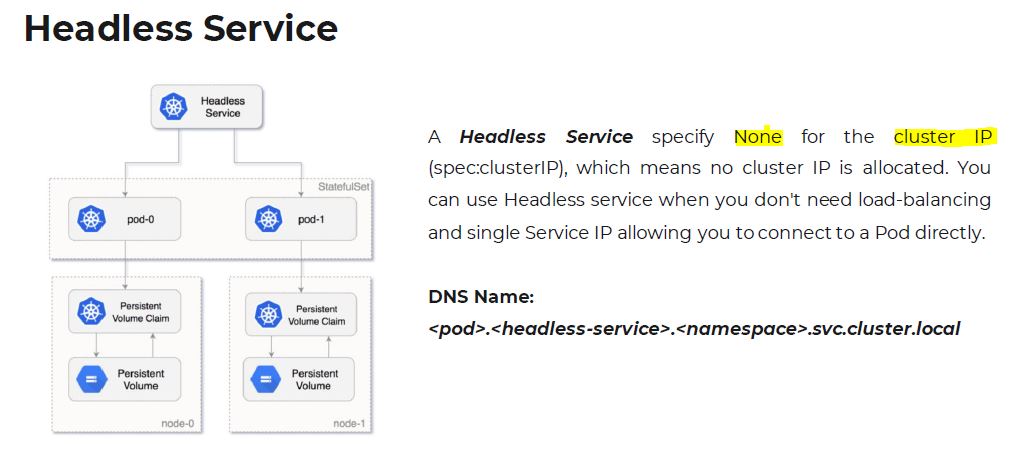 Headless Service
Headless
Service
StatefulSet
pod-0
pod-1
Persistent
Volume Claim
Persistent
Volume Claim
Persistent
Volume
Persistent
Volume
node-0
node-1
A Headless Service specify None for the cluster IP
(spec:clusterIP), which means no cluster IP is allocated. You
can use Headless service when you don't need load-balancing
and single Service IP allowing you to connect to a Pod directly.
DNS Name:
<pod>.<headless-service>.<namespace>.svc.cluster.local